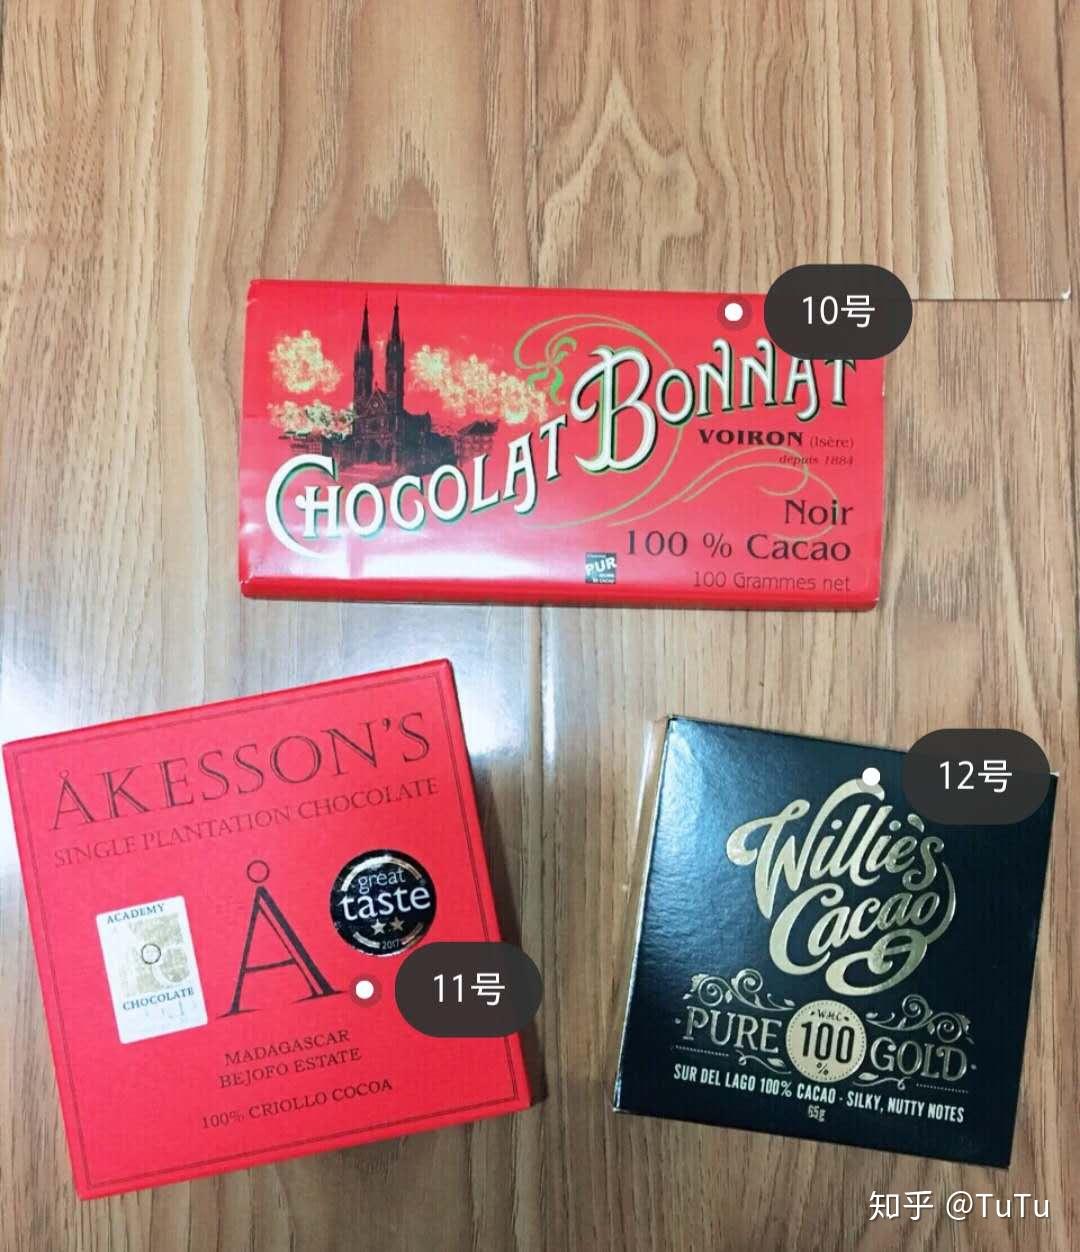 10号
CHOCOLAT BONNAT
VOIRON (Isère)
depuis 1884
Noir
100 % Cacao
PUR
100 Grammes net
ÅKESSON'S
SINGLE PLANTATION CHOCOLATE
great
taste
2017
ACADEMY
CHOCOLATE
Å
11号
MADAGASCAR
BEJOFO ESTATE
100% CRIOLLO COCOA
12号
Willie's
Cacao
W.H.C
PURE 100 % GOLD
SUR DEL LAGO 100% CACAO - SILKY, NUTTY NOTES
65g
知乎 @TuTu